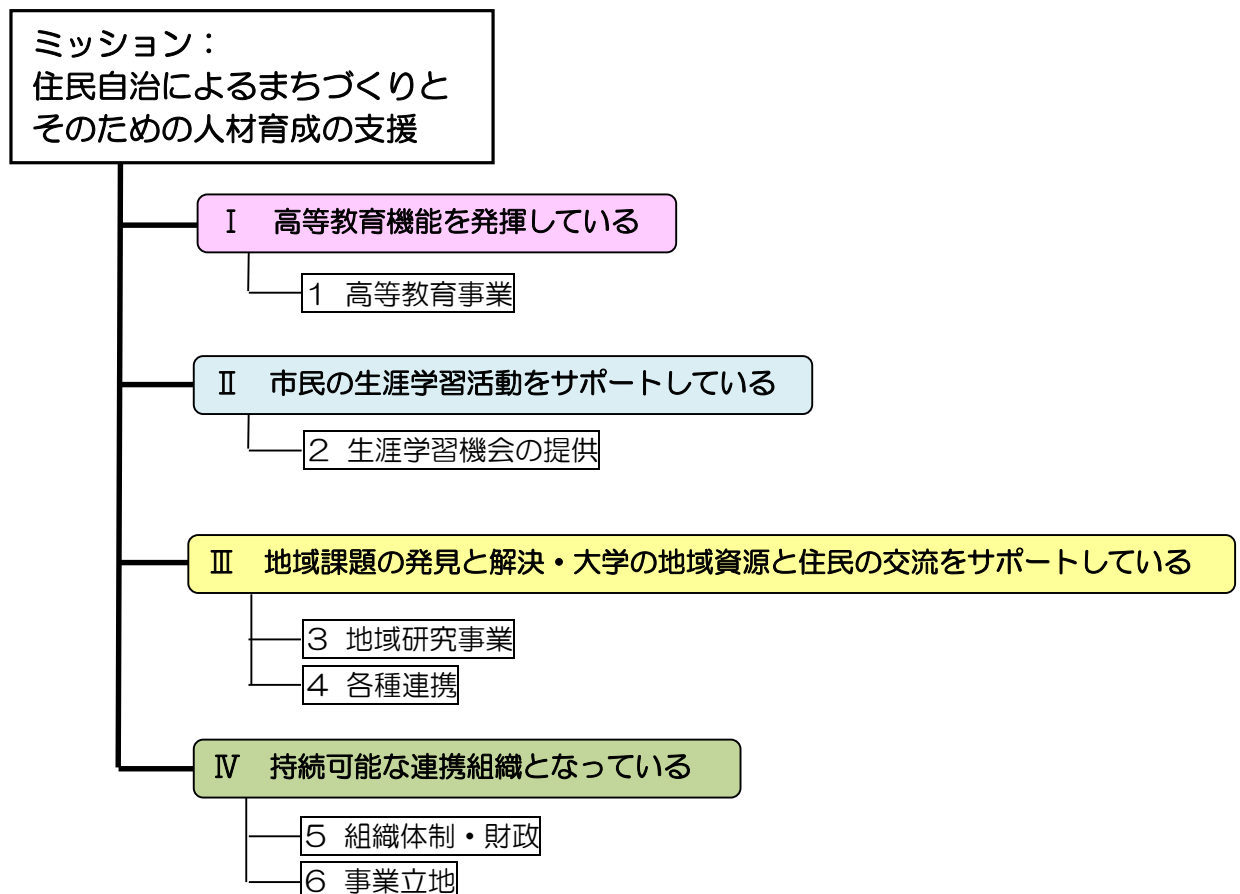 ミッション：
住民自治によるまちづくりと
そのための人材育成の支援
Ⅰ　高等教育機能を発揮している
１ 高等教育事業
Ⅱ　市民の生涯学習活動をサポートしている
２ 生涯学習機会の提供
Ⅲ　地域課題の発見と解決・大学の地域資源と住民の交流をサポートしている
３ 地域研究事業
４ 各種連携
Ⅳ　持続可能な連携組織となっている
５ 組織体制・財政
６ 事業立地